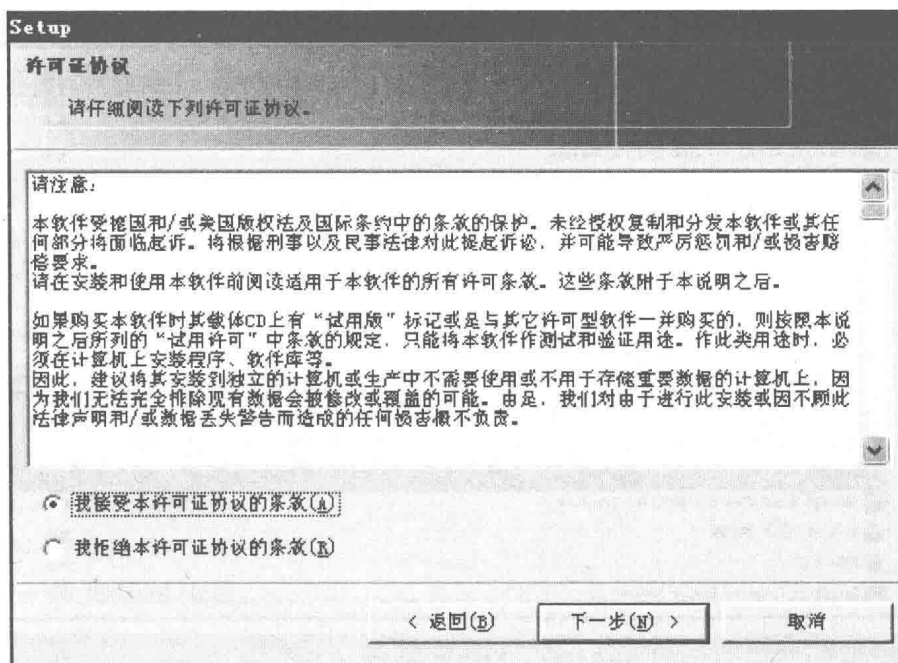 Setup
许可证协议
请仔细阅读下列许可证协议。
请注意：
本软件受德国和/或美国版权法及国际条约中的条款的保护。未经授权复制和分发本软件或其任
何部分将面临起诉。将根据刑事以及民事法律对此提起诉讼，并可能导致严厉惩罚和/或损害赔
偿要求。
请在安装和使用本软件前阅读适用于本软件的所有许可条款。这些条款附于本说明之后。
如果购买本软件时其载体CD上有“试用版”标记或是与其它许可型软件一并购买的，则按照本说
明之后所列的“试用许可”中条款的规定，只能将本软件作测试和验证用途。作此类用途时，必
须在计算机上安装程序、软件库等。
因此，建议将其安装到独立的计算机或生产中不需要使用或不用于存储重要数据的计算机上，因
为我们无法完全排除现有数据会被修改或覆盖的可能。由是，我们对由于进行此安装或因不顾此
法律声明和/或数据丢失警告而造成的任何损害概不负责。
我接受本许可证协议的条款(A)
我拒绝本许可证协议的条款(R)
< 返回(B)
下一步(N) >
取消